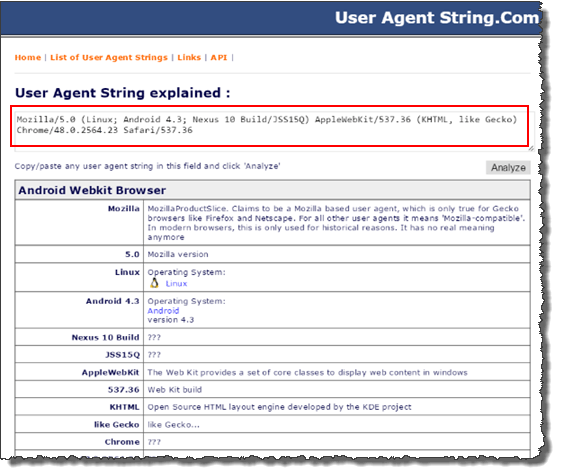 User Agent String.Com
Home | List of User Agent Strings | Links | API |
User Agent String explained :
Mozilla/5.0 (Linux; Android 4.3; Nexus 10 Build/JSS15Q) AppleWebKit/537.36 (KHTML, like Gecko)
Chrome/48.0.2564.23 Safari/537.36
Copy/paste any user agent string in this field and click 'Analyze'
Analyze
Android Webkit Browser
Mozilla MozillaProductSlice. Claims to be a Mozilla based user agent, which is only true for Gecko
browsers like Firefox and Netscape. For all other user agents it means 'Mozilla-compatible'.
In modern browsers, this is only used for historical reasons. It has no real meaning
anymore
5.0 Mozilla version
Linux Operating System:
Linux
Android 4.3 Operating System:
Android
version 4.3
Nexus 10 Build ???
JSS15Q ???
AppleWebKit The Web Kit provides a set of core classes to display web content in windows
537.36 Web Kit build
KHTML Open Source HTML layout engine developed by the KDE project
like Gecko like Gecko...
Chrome ???